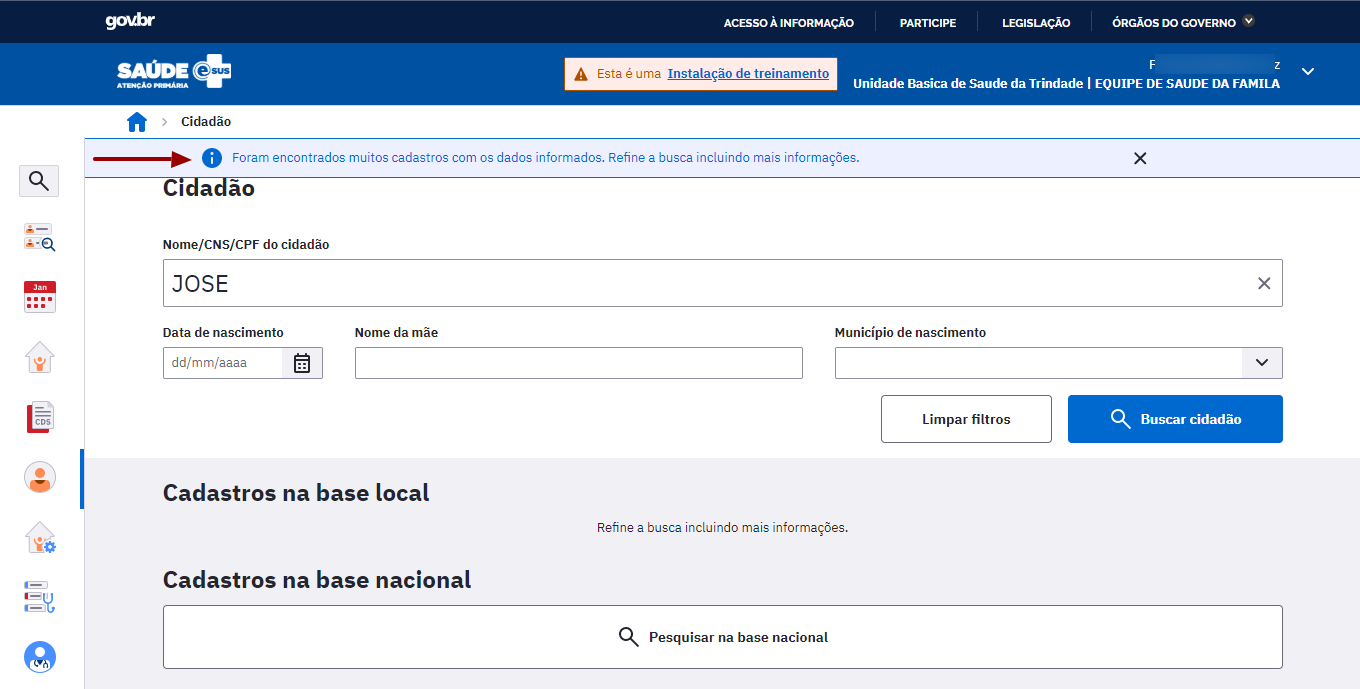 gov.br
ACESSO À INFORMAÇÃO PARTICIPE LEGISLAÇÃO ÓRGÃOS DO GOVERNO
SAÚDE e SUS
ATENÇÃO PRIMÁRIA
Esta é uma Instalação de treinamento
F z
Unidade Basica de Saude da Trindade | EQUIPE DE SAUDE DA FAMILA
Cidadão
Foram encontrados muitos cadastros com os dados informados. Refine a busca incluindo mais informações.
Cidadão
Nome/CNS/CPF do cidadão
JOSE
Data de nascimento Nome da mãe Município de nascimento
dd/mm/aaaa
Limpar filtros Buscar cidadão
Cadastros na base local
Refine a busca incluindo mais informações.
Cadastros na base nacional
Pesquisar na base nacional
Jan
CDS